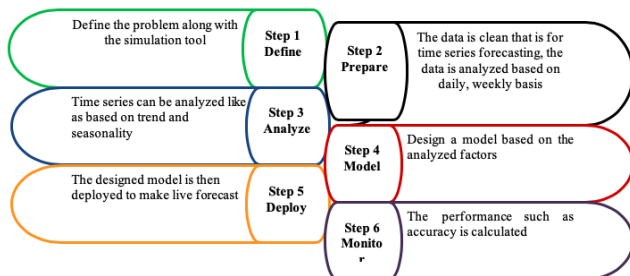 Define the problem along with
the simulation tool
Step 1
Define
Step 2
Prepare
The data is clean that is for
time series forecasting, the
data is analyzed based on
daily, weekly basis
Time series can be analyzed like
as based on trend and
seasonality
Step 3
Analyze
Step 4
Model
Design a model based on the
analyzed factors
The designed model is then
deployed to make live forecast
Step 5
Deploy
Step 6
Monito
r
The performance such as
accuracy is calculated